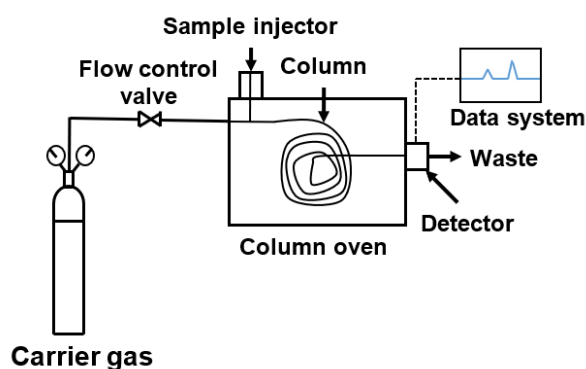 Sample injector
Flow control
valve
Column
Data system
Waste
Detector
Column oven
Carrier gas